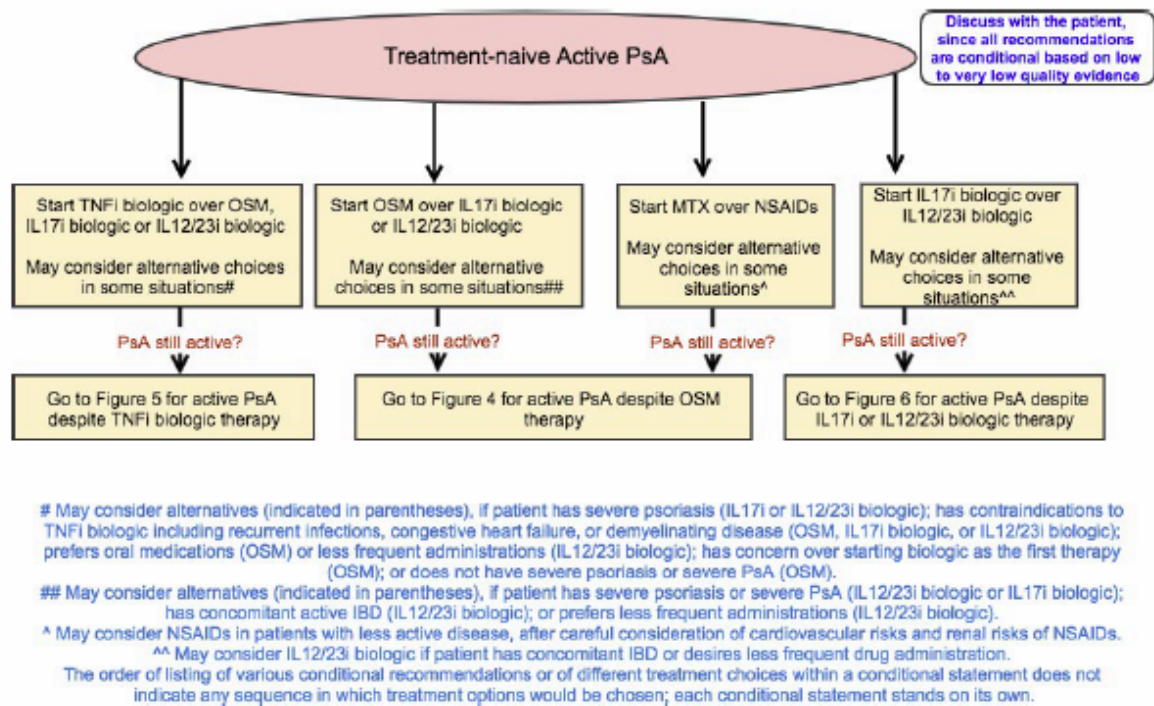 Treatment-naive Active PsA
Discuss with the patient,
since all recommendations
are conditional based on low
to very low quality evidence
Start TNFi biologic over OSM,
IL17i biologic or IL12/23i biologic
May consider alternative choices
in some situations#
Start OSM over IL17i biologic
or IL12/23i biologic
May consider alternative
choices in some situations##
Start MTX over NSAIDs
May consider alternative
choices in some
situations^
Start IL17i biologic over
IL12/23i biologic
May consider alternative
choices in some
situations^^
PsA still active?
PsA still active?
PsA still active?
PsA still active?
Go to Figure 5 for active PsA
despite TNFi biologic therapy
Go to Figure 4 for active PsA despite OSM
therapy
Go to Figure 6 for active PsA despite
IL17i or IL12/23i biologic therapy
# May consider alternatives (indicated in parentheses), if patient has severe psoriasis (IL17i or IL12/23i biologic); has contraindications to
TNFi biologic including recurrent infections, congestive heart failure, or demyelinating disease (OSM, IL17i biologic, or IL12/23i biologic);
prefers oral medications (OSM) or less frequent administrations (IL12/23i biologic); has concern over starting biologic as the first therapy
(OSM); or does not have severe psoriasis or severe PsA (OSM).
## May consider alternatives (indicated in parentheses), if patient has severe psoriasis or severe PsA (IL12/23i biologic or IL17i biologic);
has concomitant active IBD (IL12/23i biologic); or prefers less frequent administrations (IL12/23i biologic).
^ May consider NSAIDs in patients with less active disease, after careful consideration of cardiovascular risks and renal risks of NSAIDs.
^^ May consider IL12/23i biologic if patient has concomitant IBD or desires less frequent drug administration.
The order of listing of various conditional recommendations or of different treatment choices within a conditional statement does not
indicate any sequence in which treatment options would be chosen; each conditional statement stands on its own.